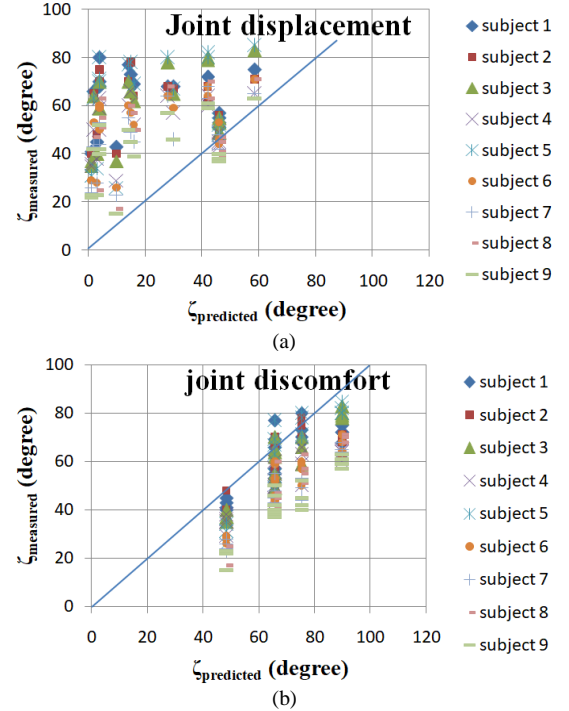 Joint displacement
100
80
60
40
20
0
0 20 40 60 80 100 120
ζmeasured (degree)
ζpredicted (degree)
subject 1
subject 2
subject 3
subject 4
subject 5
subject 6
subject 7
subject 8
subject 9
(a)
joint discomfort
100
80
60
40
20
0
0 20 40 60 80 100 120
ζmeasured (degree)
ζpredicted (degree)
subject 1
subject 2
subject 3
subject 4
subject 5
subject 6
subject 7
subject 8
subject 9
(b)